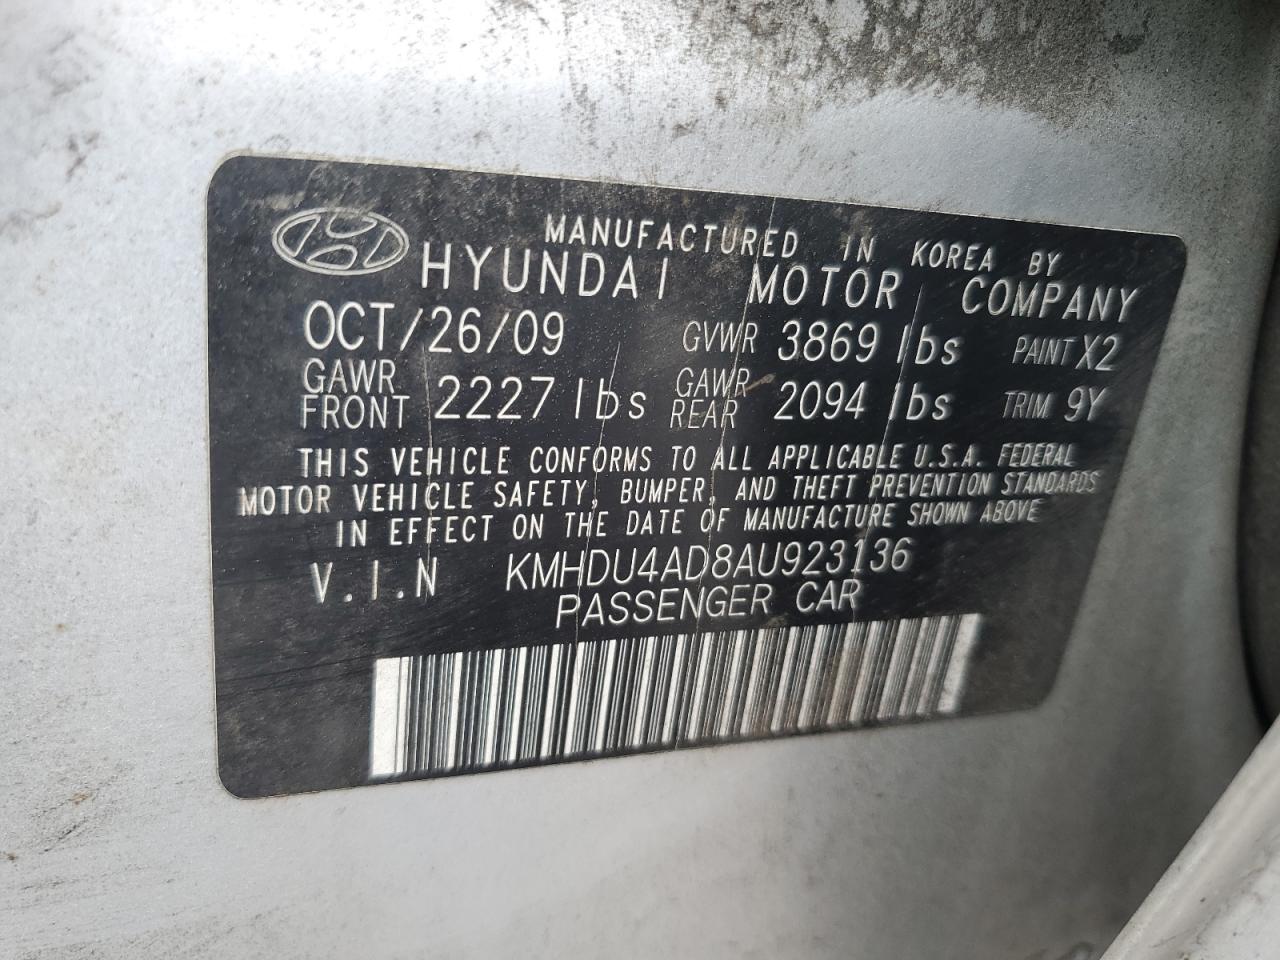 MANUFACTURED IN KOREA BY
HYUNDAI MOTOR COMPANY
OCT/26/09 GVWR 3869 lbs PAINT X2
GAWR FRONT 2227 lbs GAWR REAR 2094 lbs TRIM 9Y
THIS VEHICLE CONFORMS TO ALL APPLICABLE U.S.A. FEDERAL
MOTOR VEHICLE SAFETY, BUMPER, AND THEFT PREVENTION STANDARDS
IN EFFECT ON THE DATE OF MANUFACTURE SHOWN ABOVE
V.I.N KMHDU4AD8AU923136
PASSENGER CAR